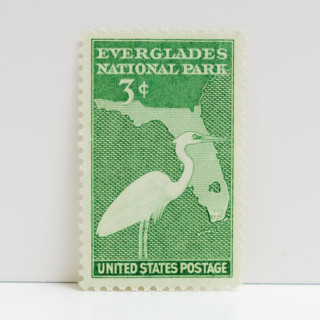 EVERGLADES
NATIONAL PARK
3¢
UNITED STATES POSTAGE